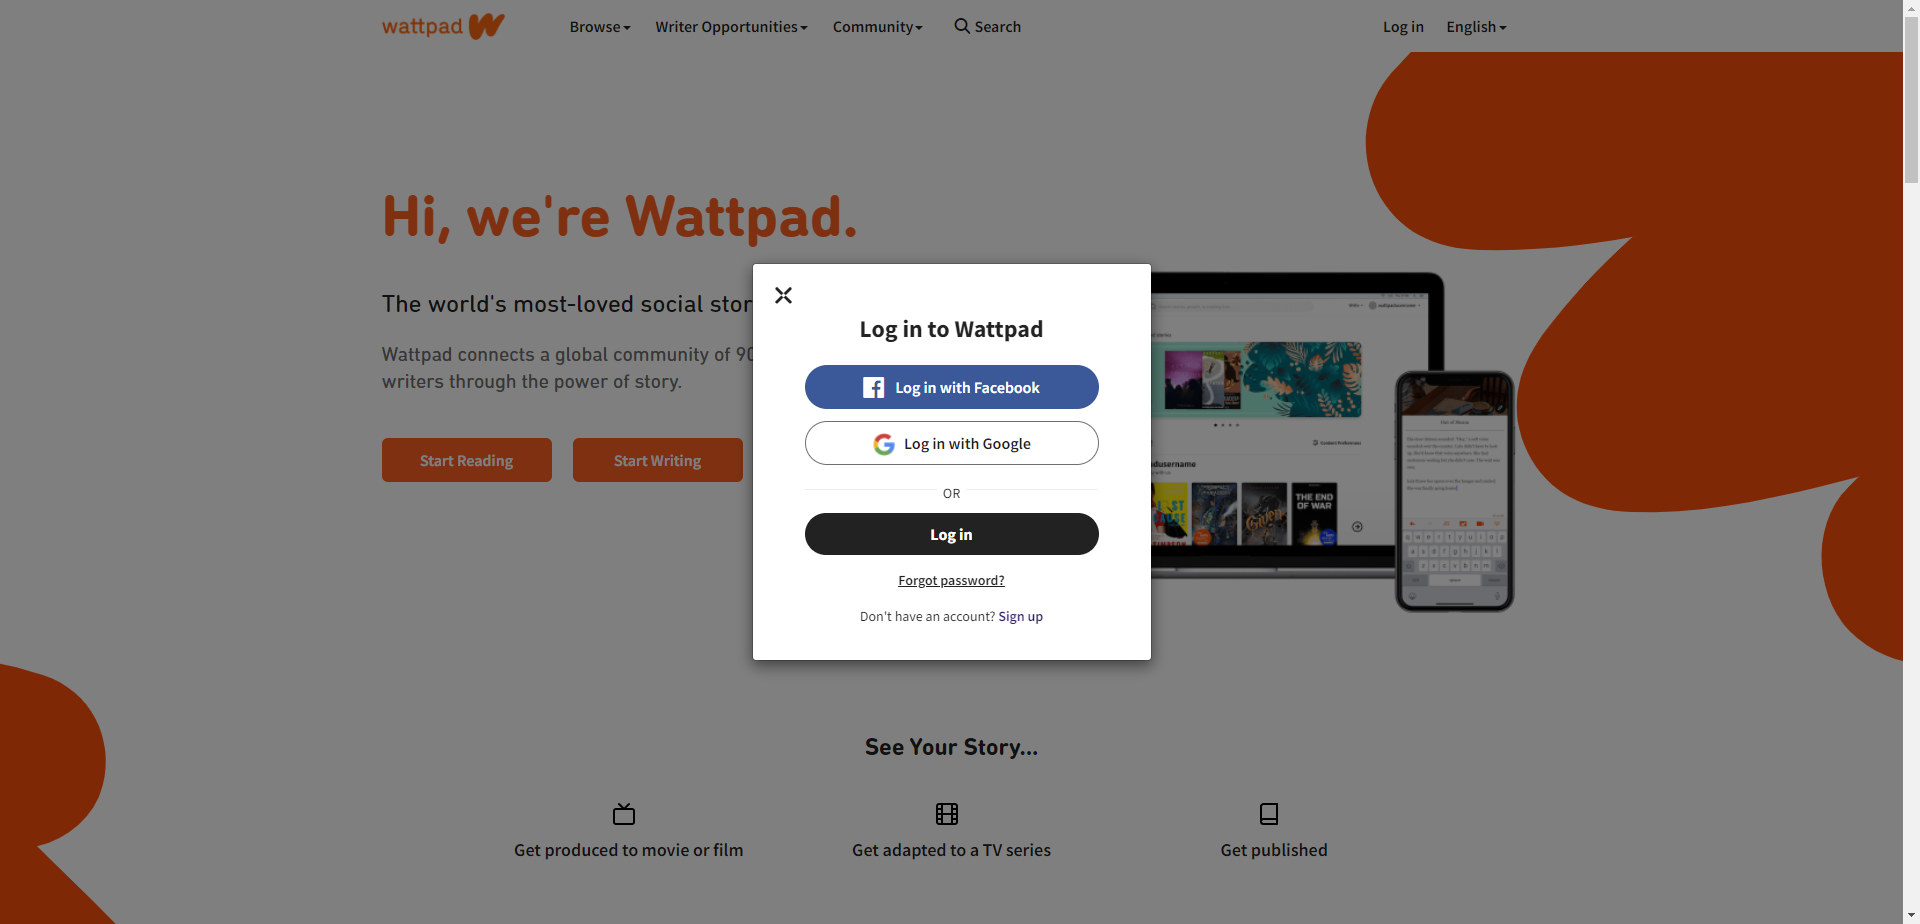 wattpad
Browse
Writer Opportunities
Community
Search
Log in
English
Hi, we're Wattpad.
The world's most-loved social stor
Wattpad connects a global community of 90
writers through the power of story.
Start Reading
Start Writing
Log in to Wattpad
Log in with Facebook
Log in with Google
OR
Log in
Forgot password?
Don't have an account? Sign up
THE END
OF WAR
See Your Story...
Get produced to movie or film
Get adapted to a TV series
Get published